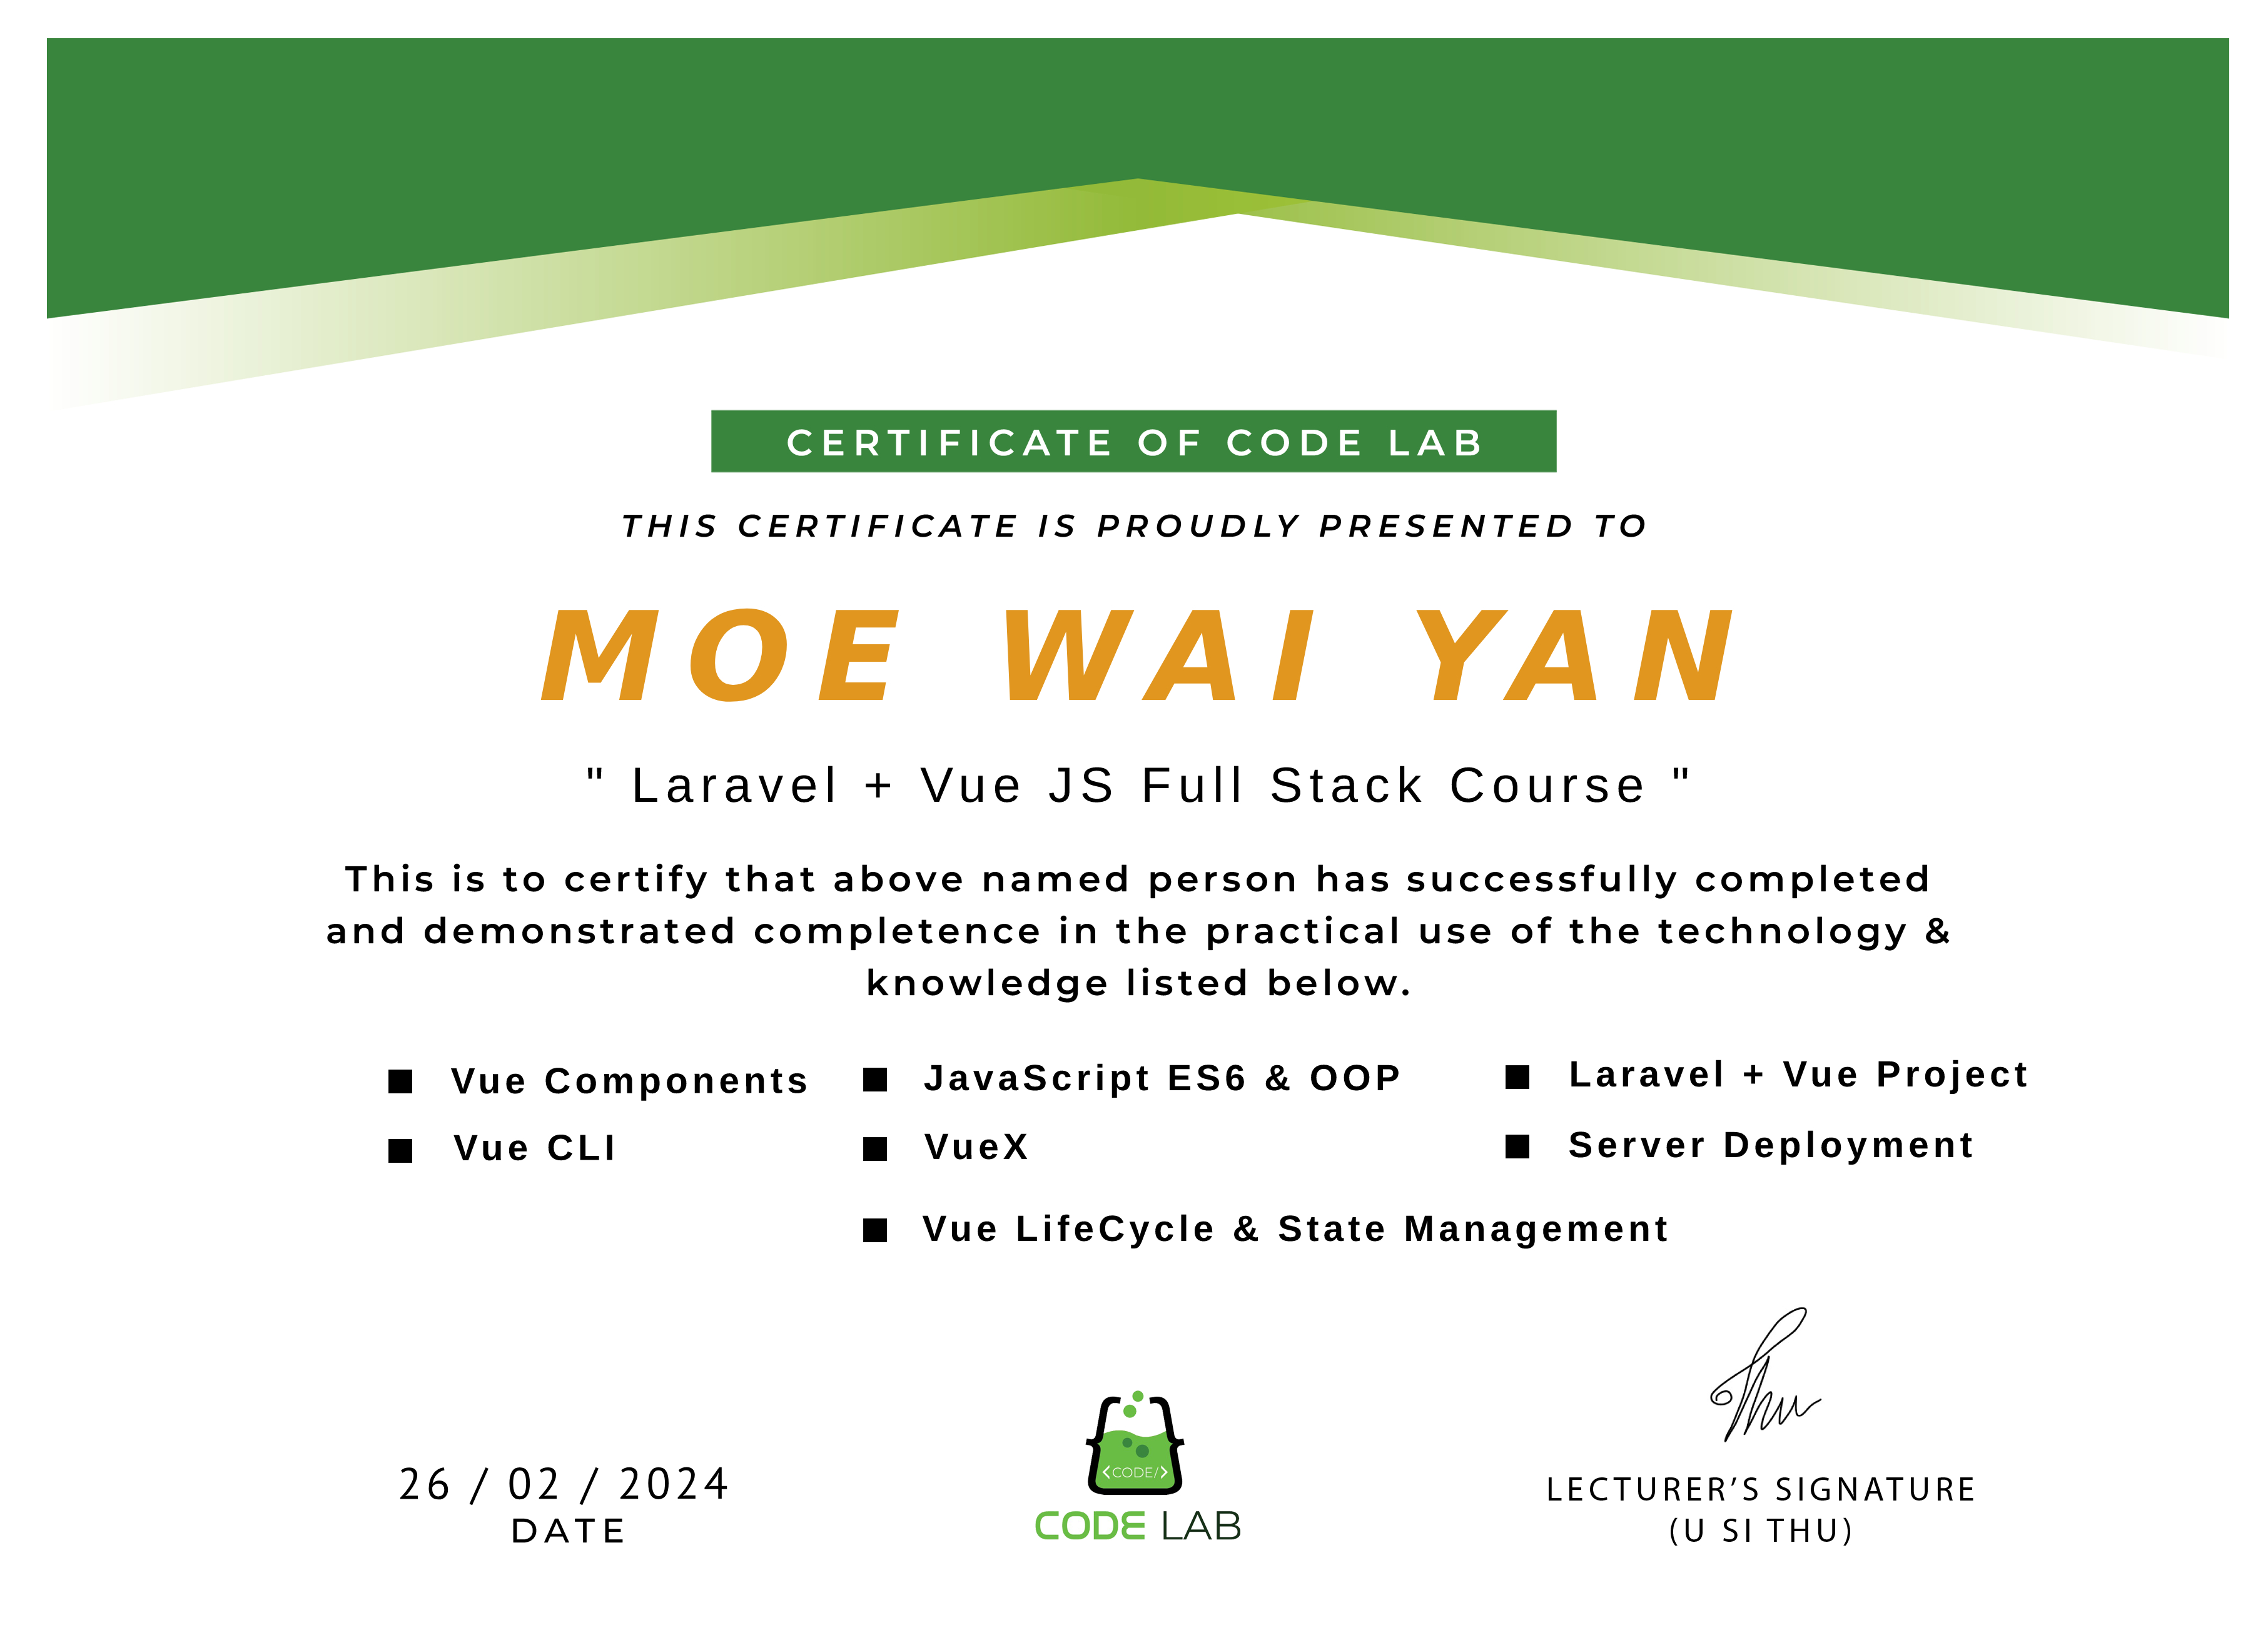 CERTIFICATE OF CODE LAB
THIS CERTIFICATE IS PROUDLY PRESENTED TO
MOE WAI YAN
" Laravel + Vue JS Full Stack Course "
This is to certify that above named person has successfully completed
and demonstrated completence in the practical use of the technology &
knowledge listed below.
Vue Components
JavaScript ES6 & OOP
Laravel + Vue Project
Vue CLI
VueX
Server Deployment
Vue LifeCycle & State Management
Thu
<CODE/>
CODE LAB
26 / 02 / 2024
DATE
LECTURER’S SIGNATURE
(U SI THU)